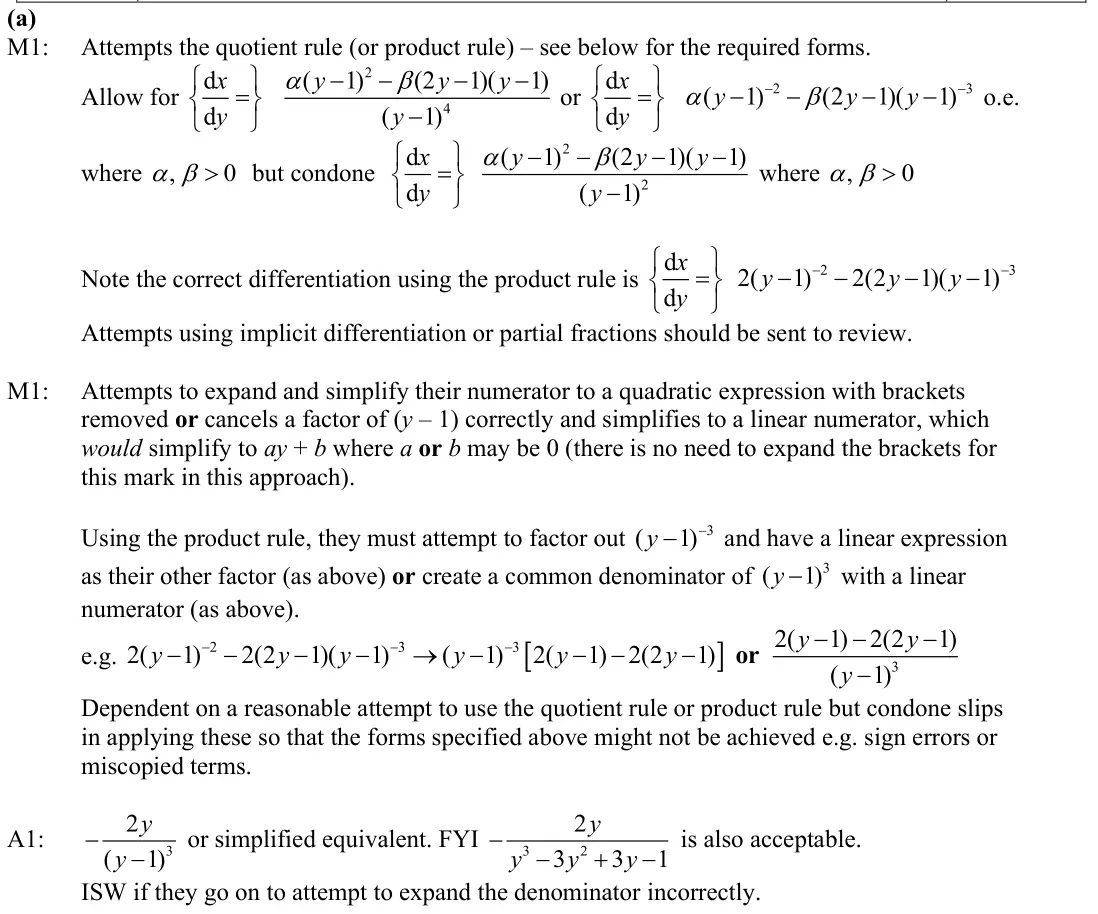 (a)
M1: Attempts the quotient rule (or product rule) – see below for the required forms.
Allow for {dx/dy =} (α(y−1)² − β(2y−1)(y−1))/(y−1)⁴ or {dx/dy =} α(y−1)⁻² − β(2y−1)(y−1)⁻³ o.e.
where α, β > 0 but condone {dx/dy =} (α(y−1)² − β(2y−1)(y−1))/(y−1)² where α, β > 0
Note the correct differentiation using the product rule is {dx/dy =} 2(y−1)⁻² − 2(2y−1)(y−1)⁻³
Attempts using implicit differentiation or partial fractions should be sent to review.
M1: Attempts to expand and simplify their numerator to a quadratic expression with brackets
removed or cancels a factor of (y – 1) correctly and simplifies to a linear numerator, which
would simplify to ay + b where a or b may be 0 (there is no need to expand the brackets for
this mark in this approach).
Using the product rule, they must attempt to factor out (y−1)⁻³ and have a linear expression
as their other factor (as above) or create a common denominator of (y−1)³ with a linear
numerator (as above).
e.g. 2(y−1)⁻² − 2(2y−1)(y−1)⁻³ → (y−1)⁻³[2(y−1) − 2(2y−1)] or (2(y−1) − 2(2y−1))/(y−1)³
Dependent on a reasonable attempt to use the quotient rule or product rule but condone slips
in applying these so that the forms specified above might not be achieved e.g. sign errors or
miscopied terms.
A1: −2y/(y−1)³ or simplified equivalent. FYI −2y/(y³ − 3y² + 3y − 1) is also acceptable.
ISW if they go on to attempt to expand the denominator incorrectly.